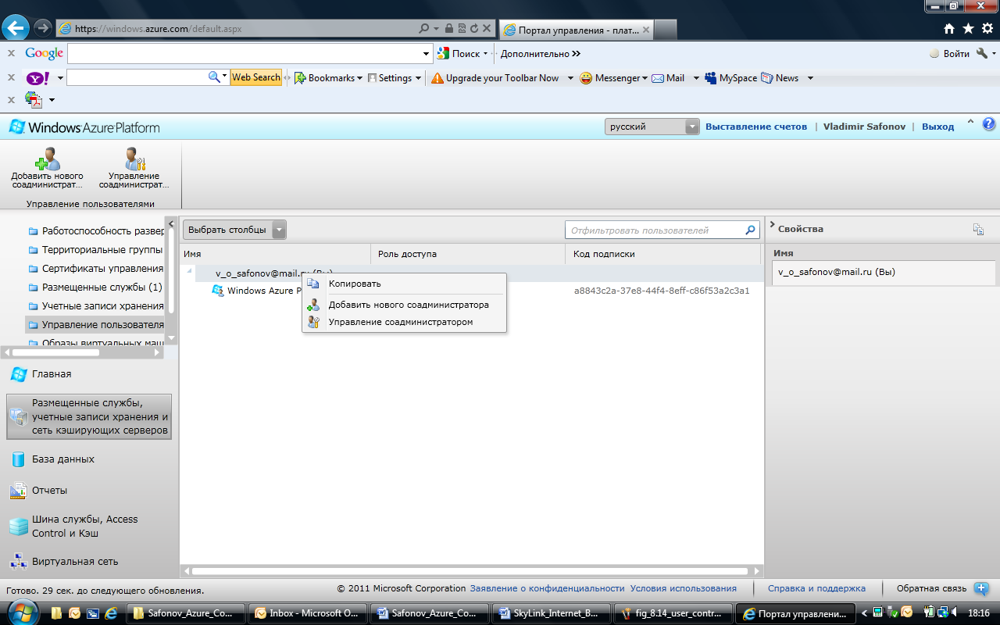 https://windows.azure.com/default.aspx
Портал управления - плат...
Google
Поиск
Дополнительно
Войти
Y!
Web Search
Bookmarks
Settings
Upgrade your Toolbar Now
Messenger
Mail
MySpace
News
Windows Azure Platform
русский
Выставление счетов | Vladimir Safonov | Выход
Добавить нового
соадминистрат...
Управление
соадминистрат...
Управление пользователями
Работоспособность развер
Территориальные группы
Сертификаты управления
Размещенные службы (1)
Учетные записи хранения
Управление пользователя
Образы виртуальных маш
Главная
Размещенные службы,
учетные записи хранения и
сеть кэширующих серверов
База данных
Отчеты
Шина службы, Access
Control и Кэш
Виртуальная сеть
Выбрать столбцы
Отфильтровать пользователей
Имя
Роль доступа
Код подписки
v_o_safonov@mail.ru (Вы)
Windows Azure P
a8843c2a-37e8-44f4-8eff-c86f53a2c3a1
Копировать
Добавить нового соадминистратора
Управление соадминистратором
Свойства
Имя
v_o_safonov@mail.ru (Вы)
Готово. 29 сек. до следующего обновления.
© 2011 Microsoft Corporation Заявление о конфиденциальности Условия использования
Справка и поддержка
Обратная связь
Safonov_Azure_Co...
Inbox - Microsoft O...
Safonov_Azure_Co...
SkyLink_Internet_B...
fig_8.14_user_contr...
Портал управлени...
18:16